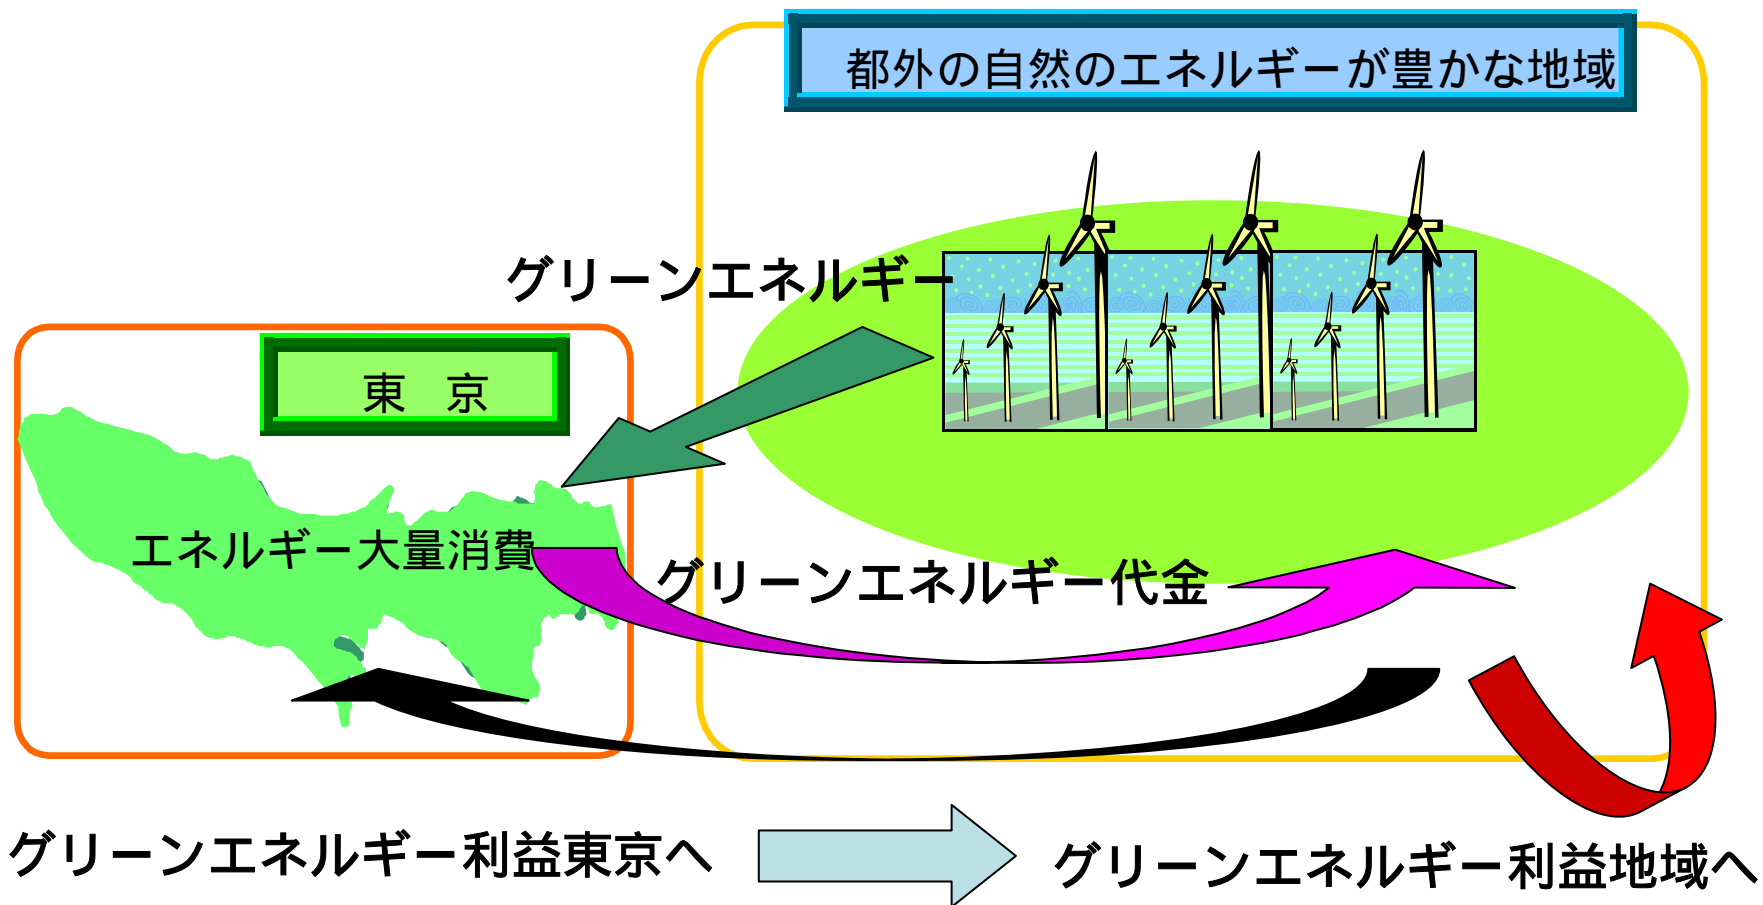 都外の自然のエネルギーが豊かな地域
グリーンエネルギー
東　京
エネルギー大量消費
グリーンエネルギー代金
グリーンエネルギー利益東京へ
グリーンエネルギー利益地域へ